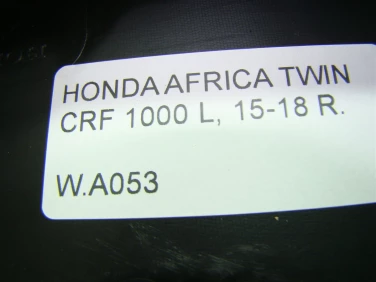 HONDA AFRICA TWIN
CRF 1000 L, 15-18 R.
W.A053